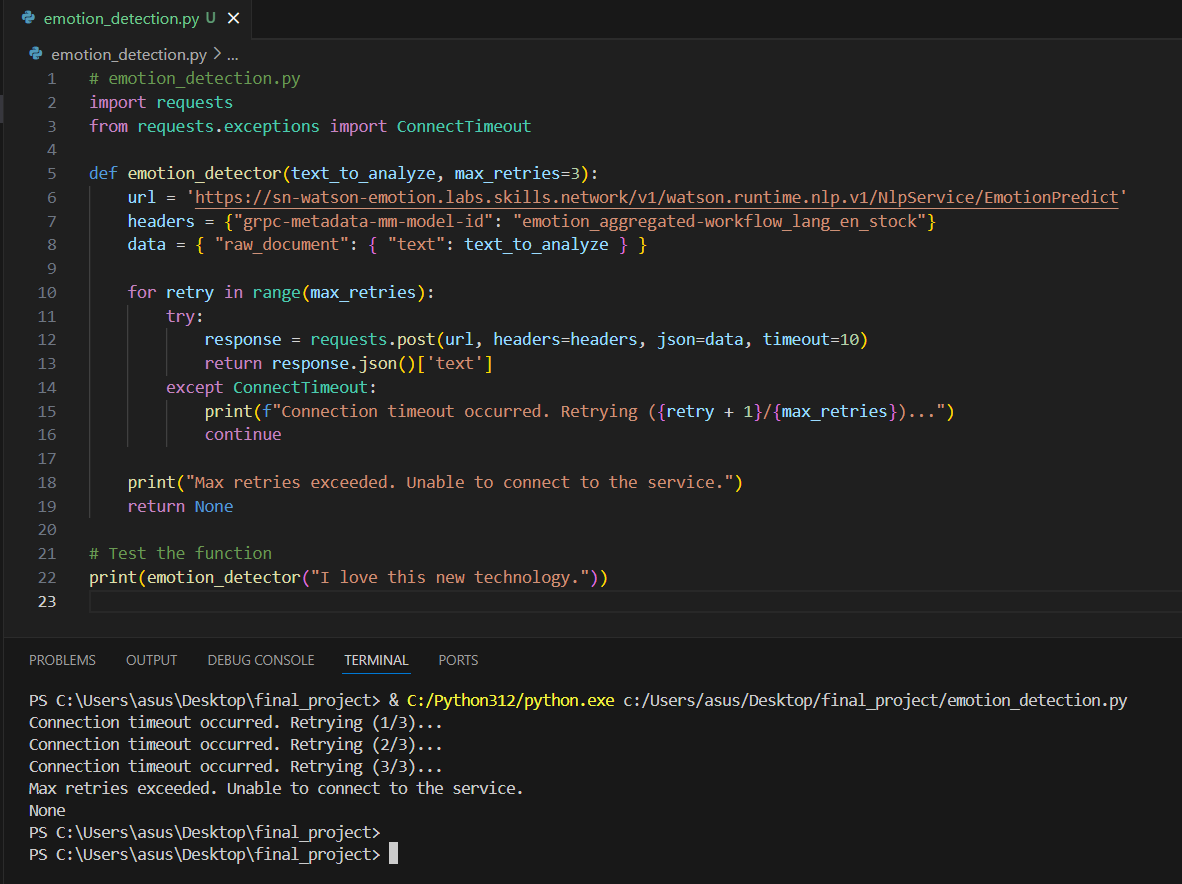 emotion_detection.py U ×
emotion_detection.py > ...
1 # emotion_detection.py
2 import requests
3 from requests.exceptions import ConnectTimeout
4
5 def emotion_detector(text_to_analyze, max_retries=3):
6     url = 'https://sn-watson-emotion.labs.skills.network/v1/watson.runtime.nlp.v1/NlpService/EmotionPredict'
7     headers = {"grpc-metadata-mm-model-id": "emotion_aggregated-workflow_lang_en_stock"}
8     data = { "raw_document": { "text": text_to_analyze } }
9
10     for retry in range(max_retries):
11         try:
12             response = requests.post(url, headers=headers, json=data, timeout=10)
13             return response.json()['text']
14         except ConnectTimeout:
15             print(f"Connection timeout occurred. Retrying ({retry + 1}/{max_retries})...")
16             continue
17
18     print("Max retries exceeded. Unable to connect to the service.")
19     return None
20
21 # Test the function
22 print(emotion_detector("I love this new technology."))
23
PROBLEMS OUTPUT DEBUG CONSOLE TERMINAL PORTS
PS C:\Users\asus\Desktop\final_project> & C:/Python312/python.exe c:/Users/asus/Desktop/final_project/emotion_detection.py
Connection timeout occurred. Retrying (1/3)...
Connection timeout occurred. Retrying (2/3)...
Connection timeout occurred. Retrying (3/3)...
Max retries exceeded. Unable to connect to the service.
None
PS C:\Users\asus\Desktop\final_project>
PS C:\Users\asus\Desktop\final_project>